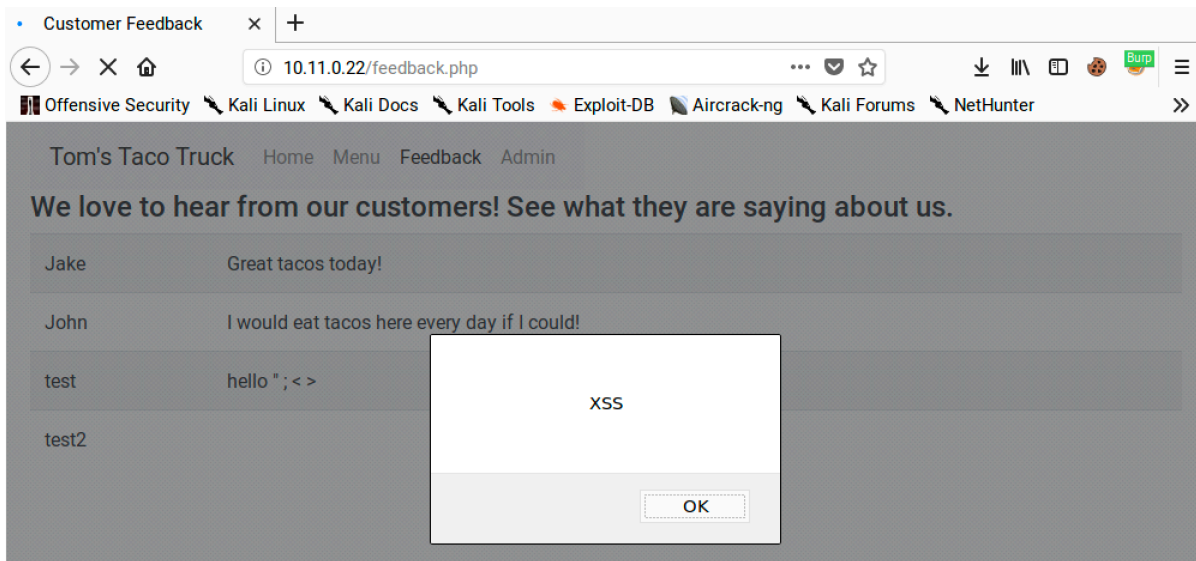 Customer Feedback
10.11.0.22/feedback.php
Burp
Offensive Security Kali Linux Kali Docs Kali Tools Exploit-DB Aircrack-ng Kali Forums NetHunter
Tom's Taco Truck Home Menu Feedback Admin
We love to hear from our customers! See what they are saying about us.
Jake Great tacos today!
John I would eat tacos here every day if I could!
test hello " ; < >
XSS
test2
OK